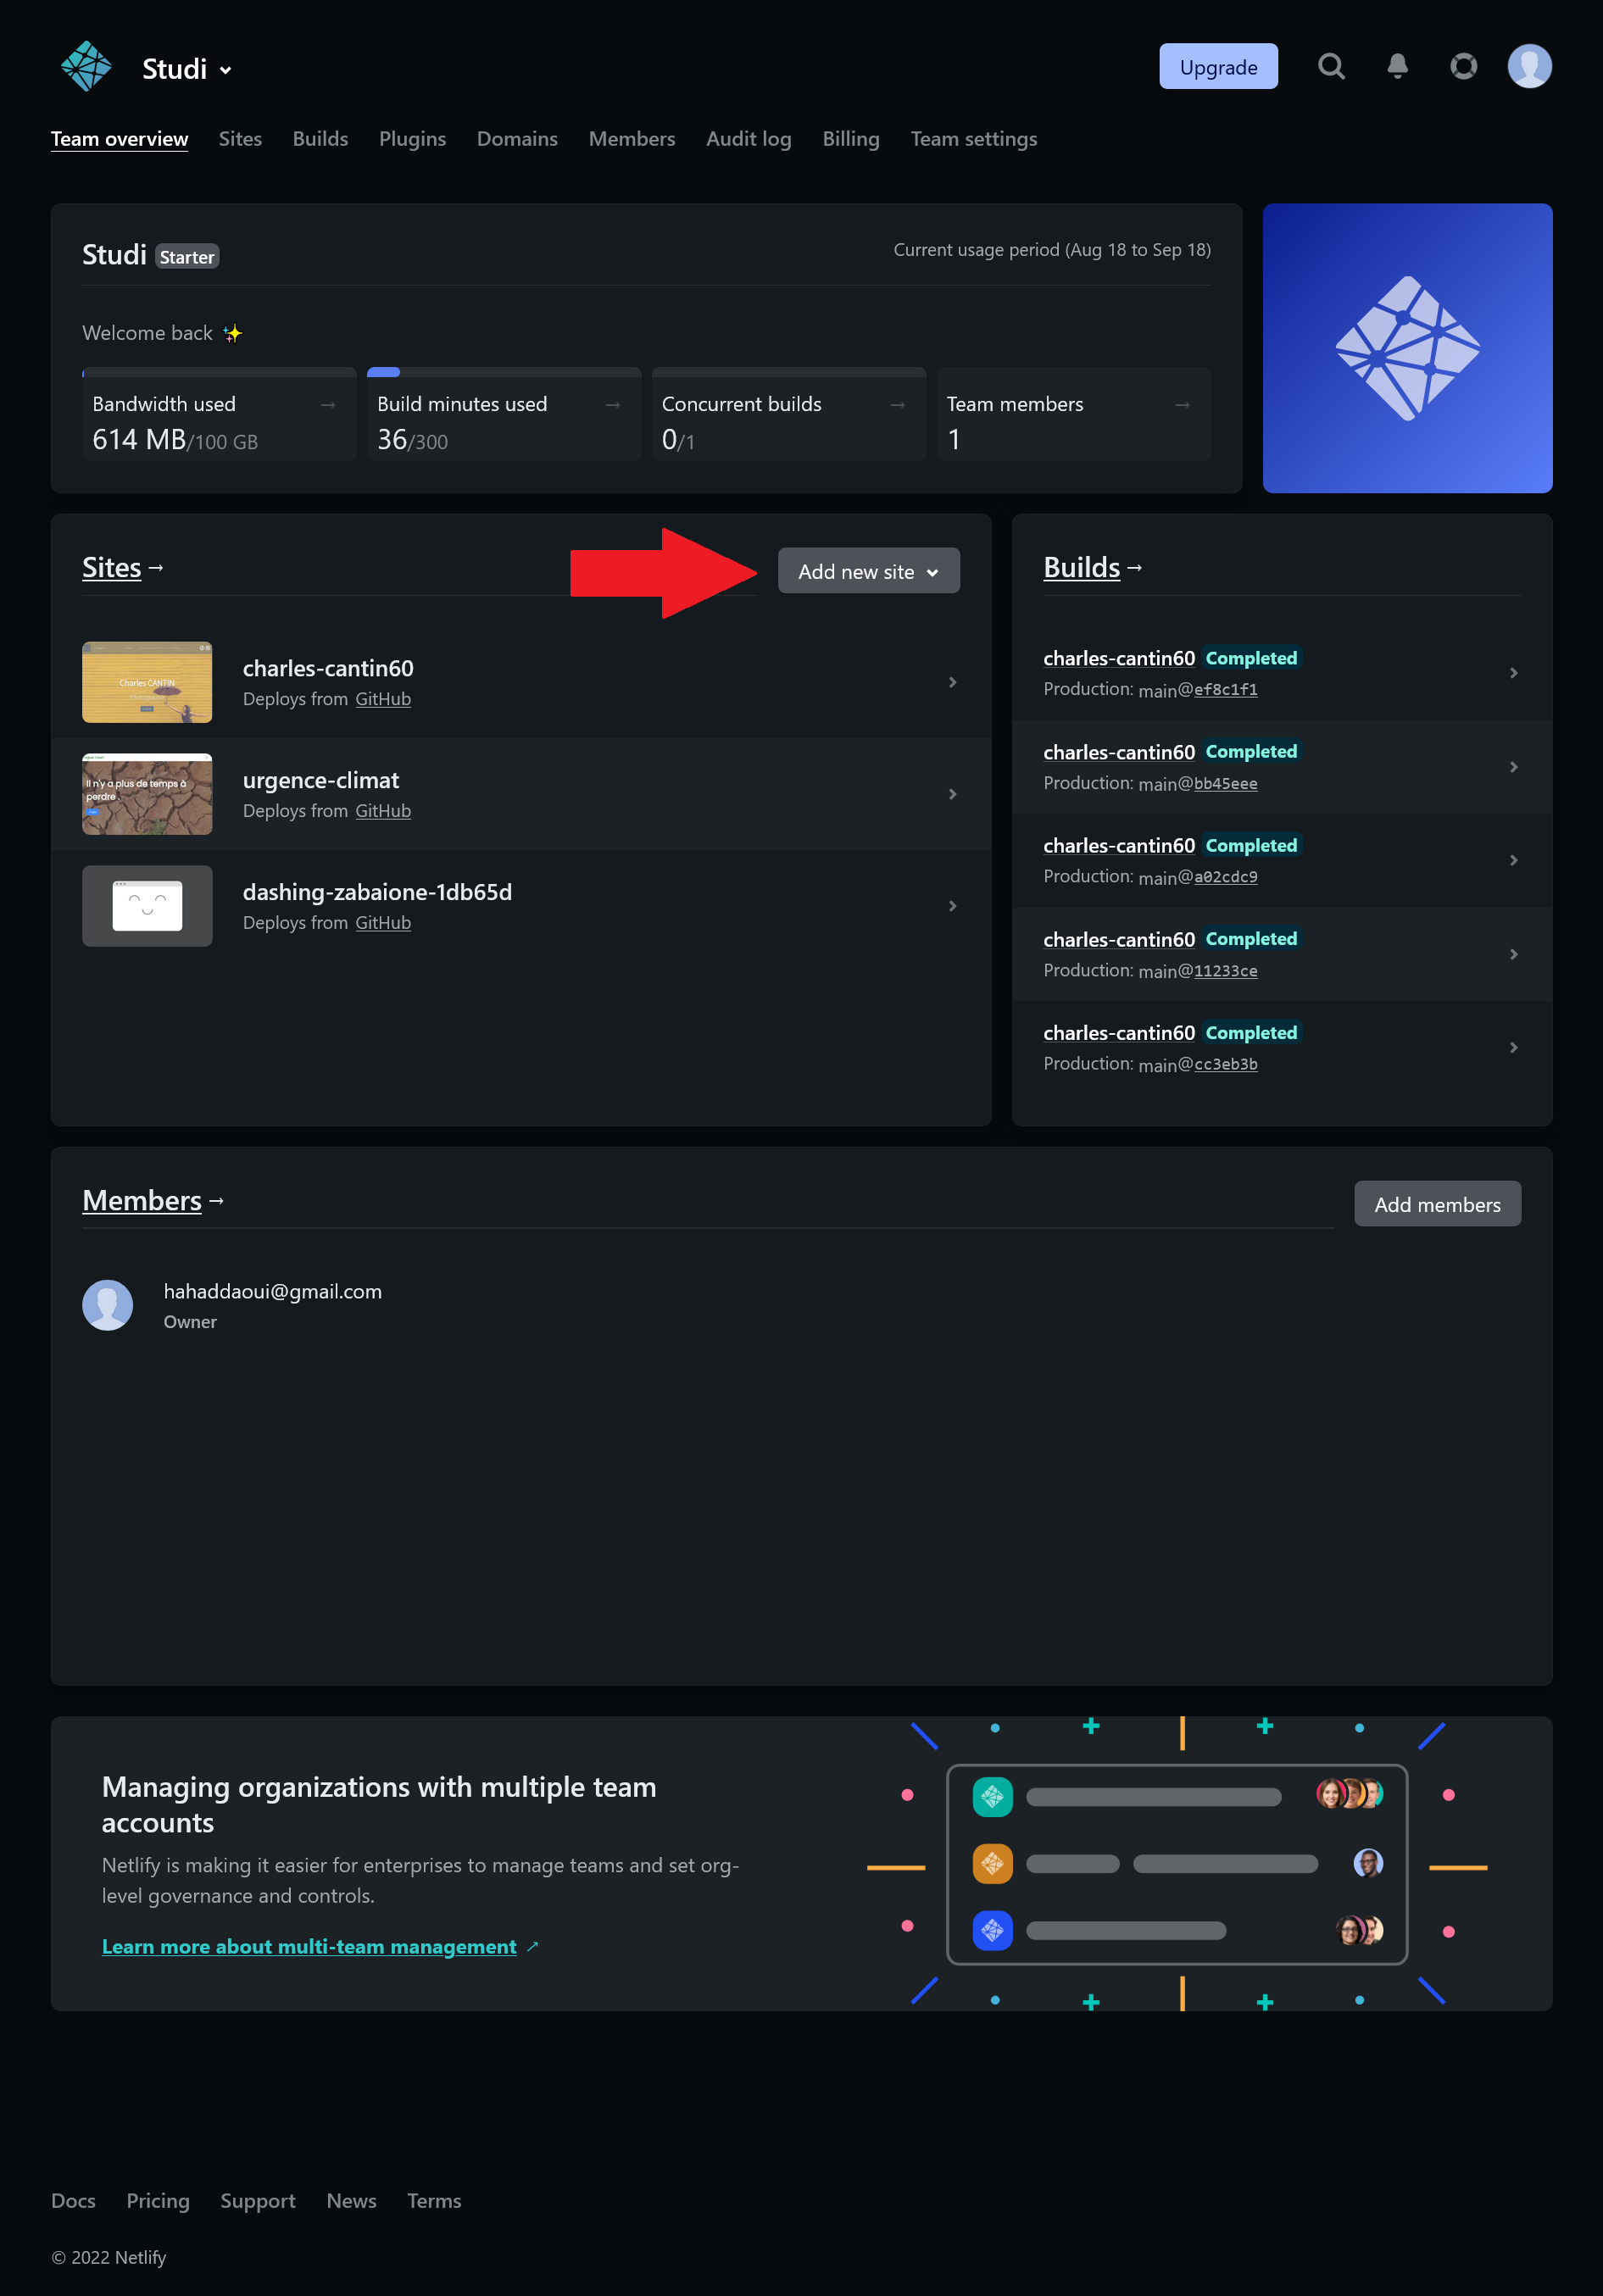 Studi
Upgrade
Team overview Sites Builds Plugins Domains Members Audit log Billing Team settings
Studi Starter
Current usage period (Aug 18 to Sep 18)
Welcome back ✨
Bandwidth used →
614 MB/100 GB
Build minutes used →
36/300
Concurrent builds →
0/1
Team members →
1
Sites →
Add new site
charles-cantin60
Deploys from GitHub
Charles CANTIN
urgence-climat
Deploys from GitHub
Il n'y a plus de temps à
perdre
dashing-zabaione-1db65d
Deploys from GitHub
Builds →
charles-cantin60 Completed
Production: main@ef8c1f1
charles-cantin60 Completed
Production: main@bb45eee
charles-cantin60 Completed
Production: main@a02cdc9
charles-cantin60 Completed
Production: main@11233ce
charles-cantin60 Completed
Production: main@cc3eb3b
Members →
Add members
hahaddaoui@gmail.com
Owner
Managing organizations with multiple team
accounts
Netlify is making it easier for enterprises to manage teams and set org-
level governance and controls.
Learn more about multi-team management ↗
Docs Pricing Support News Terms
© 2022 Netlify